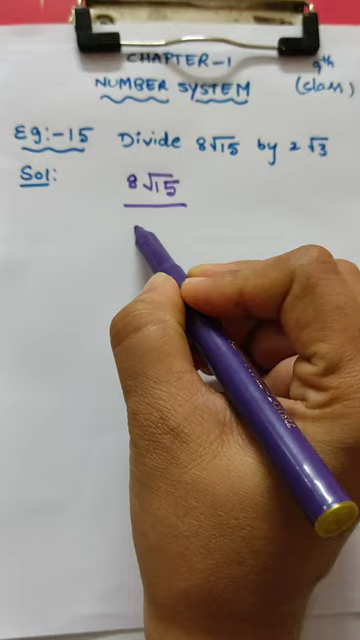 CHAPTER-1
9th
NUMBER SYSTEM
(class)
Eg:-15 Divide 8√15 by 2√3
Sol:
8√15